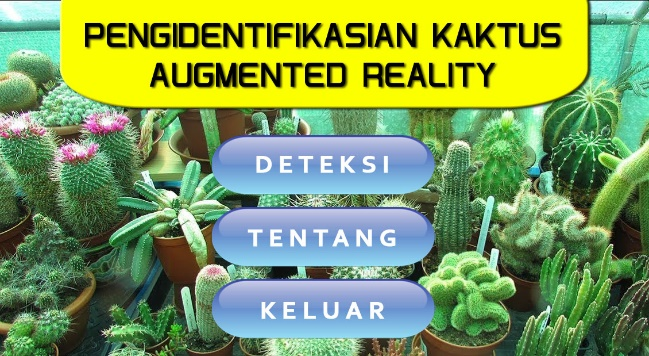 PENGIDENTIFIKASIAN KAKTUS
AUGMENTED REALITY
DETEKSI
TENTANG
KELUAR